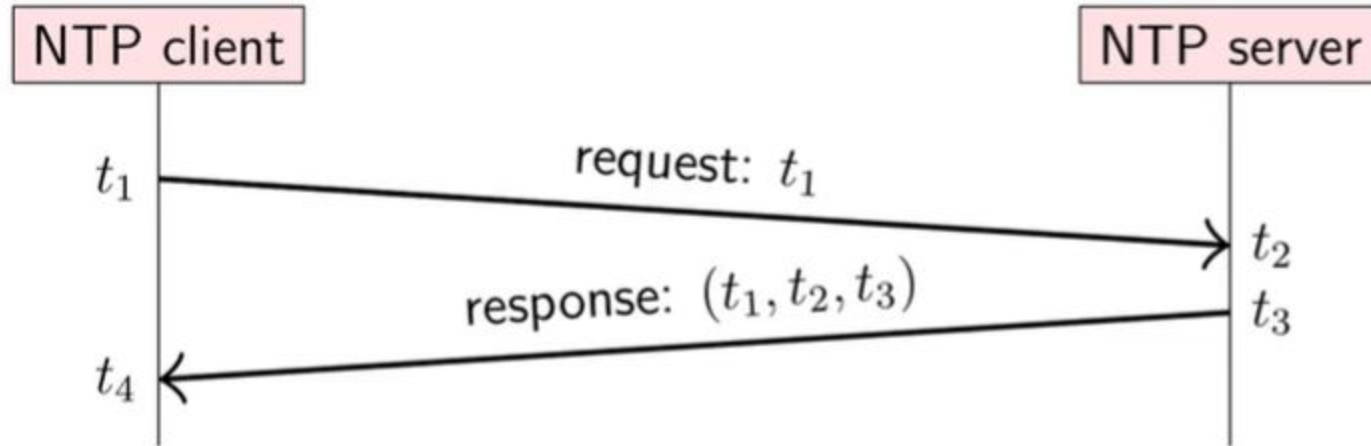 NTP client
NTP server
t₁
request: t₁
t₂
response: (t₁, t₂, t₃)
t₃
t₄